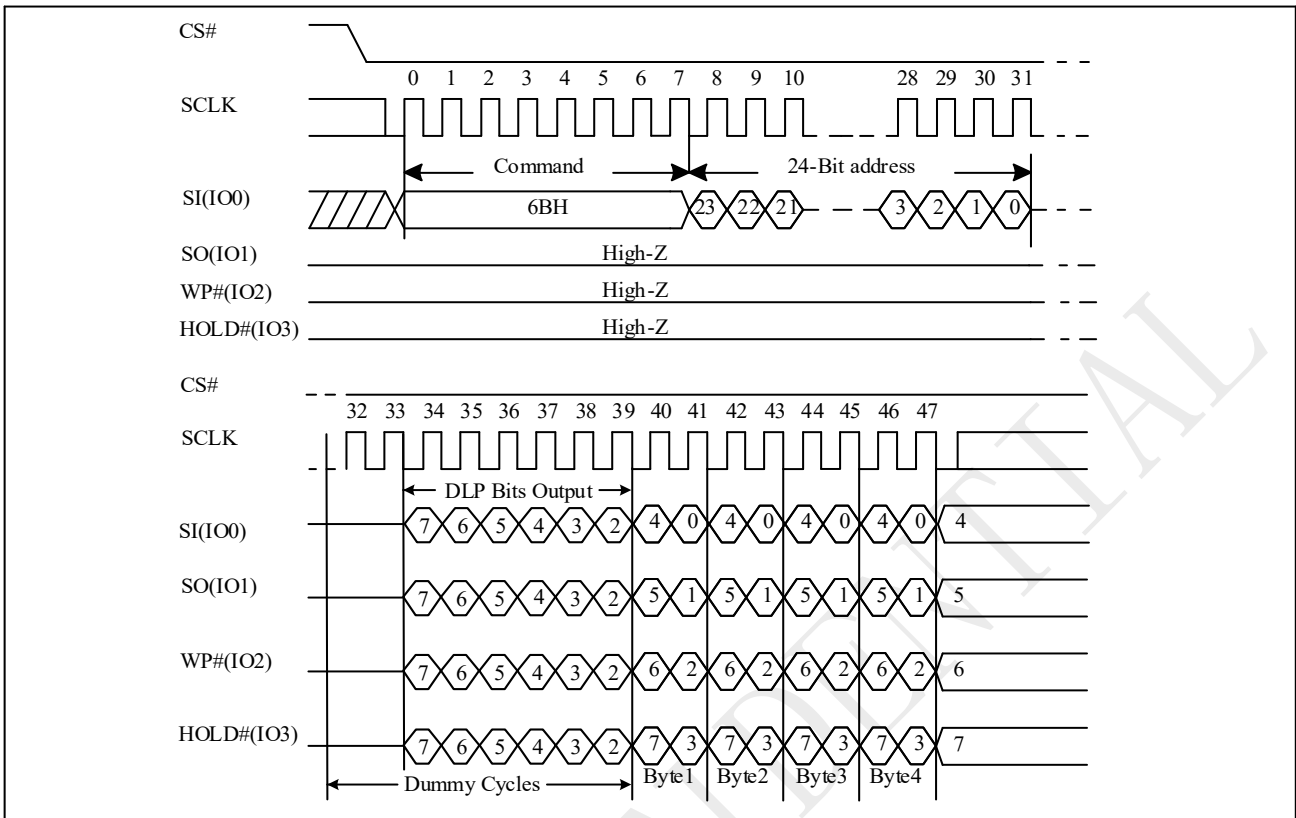 CS#
0 1 2 3 4 5 6 7 8 9 10 28 29 30 31
SCLK
Command 24-Bit address
SI(IO0) 6BH 23 22 21 3 2 1 0
SO(IO1) High-Z
WP#(IO2) High-Z
HOLD#(IO3) High-Z
CS#
32 33 34 35 36 37 38 39 40 41 42 43 44 45 46 47
SCLK
DLP Bits Output
SI(IO0) 7 6 5 4 3 2 4 0 4 0 4 0 4 0 4
SO(IO1) 7 6 5 4 3 2 5 1 5 1 5 1 5 1 5
WP#(IO2) 7 6 5 4 3 2 6 2 6 2 6 2 6 2 6
HOLD#(IO3) 7 6 5 4 3 2 7 3 7 3 7 3 7 3 7
Dummy Cycles Byte1 Byte2 Byte3 Byte4